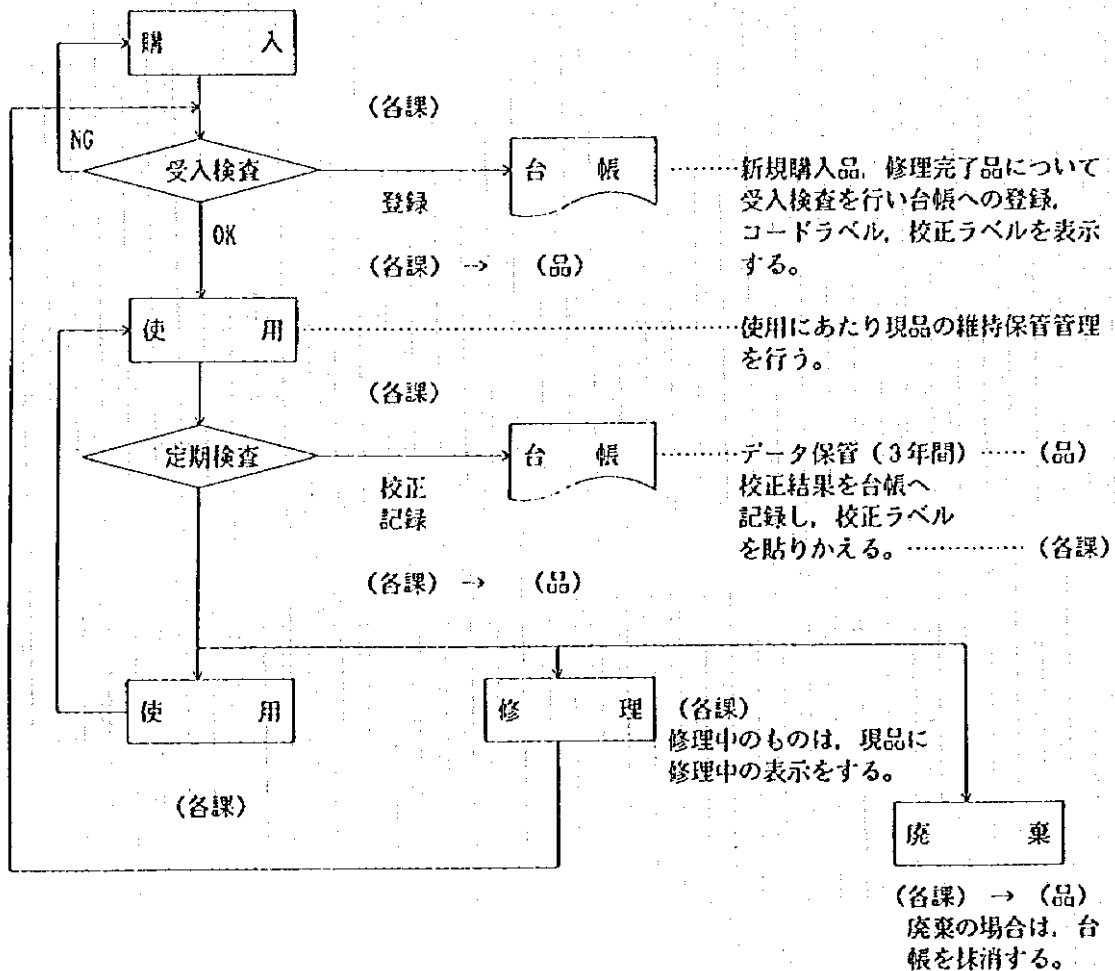 購入
(各課)
NG
受入検査
台帳
……新規購入品，修理完了品について
受入検査を行い台帳への登録，
コードラベル，校正ラベルを表示
する。
登録
OK
(各課) → (品)
使用
……使用にあたり現品の維持保管管理
を行う。
(各課)
定期検査
台帳
……データ保管（3年間）……（品）
校正結果を台帳へ
記録し，校正ラベル
を貼りかえる。……（各課）
校正
記録
(各課) → (品)
使用
修理
(各課)
修理中のものは，現品に
修理中の表示をする。
(各課)
廃棄
(各課) → (品)
廃棄の場合は，台
帳を抹消する。